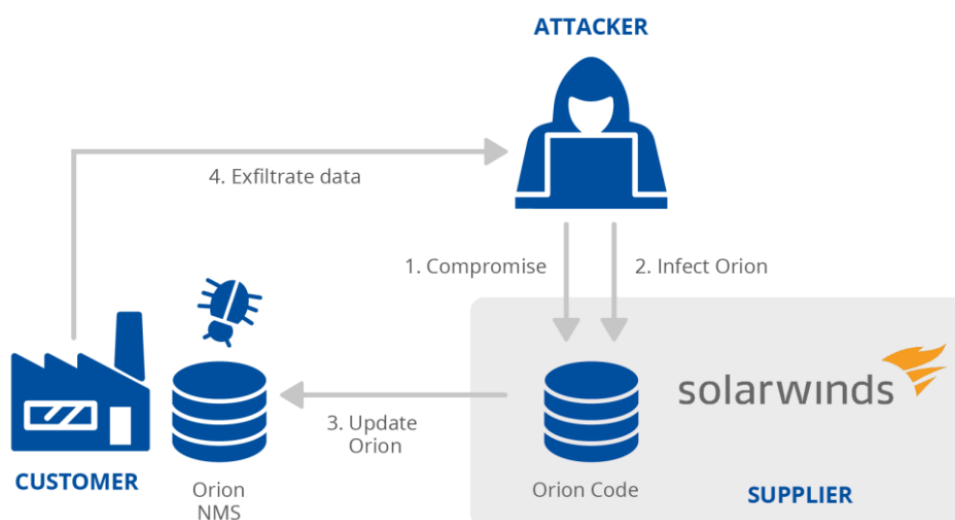 ATTACKER
4. Exfiltrate data
1. Compromise
2. Infect Orion
solarwinds
3. Update
Orion
CUSTOMER
Orion
NMS
Orion Code
SUPPLIER